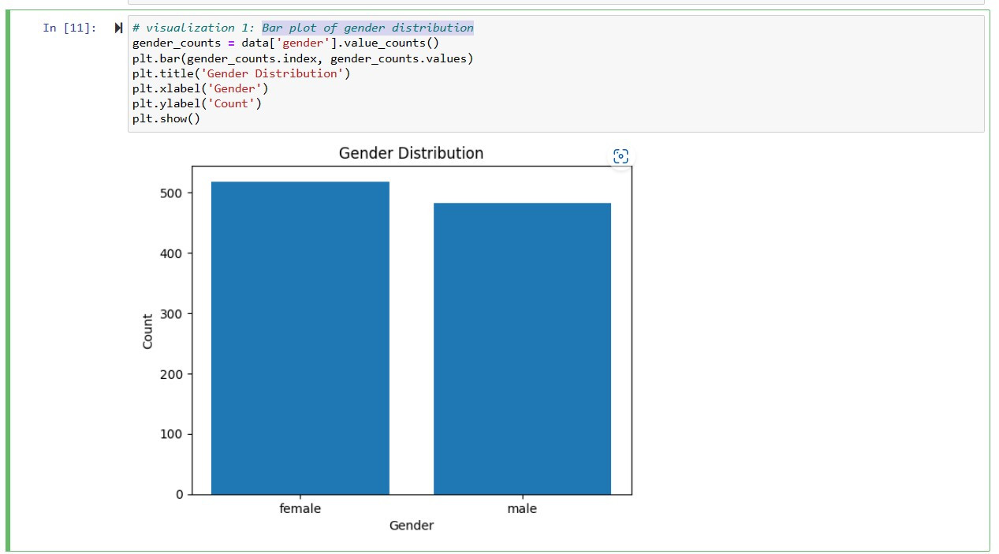 In [11]:
# visualization 1: Bar plot of gender distribution
gender_counts = data['gender'].value_counts()
plt.bar(gender_counts.index, gender_counts.values)
plt.title('Gender Distribution')
plt.xlabel('Gender')
plt.ylabel('Count')
plt.show()
Gender Distribution
500
400
300
200
100
0
Count
female
male
Gender